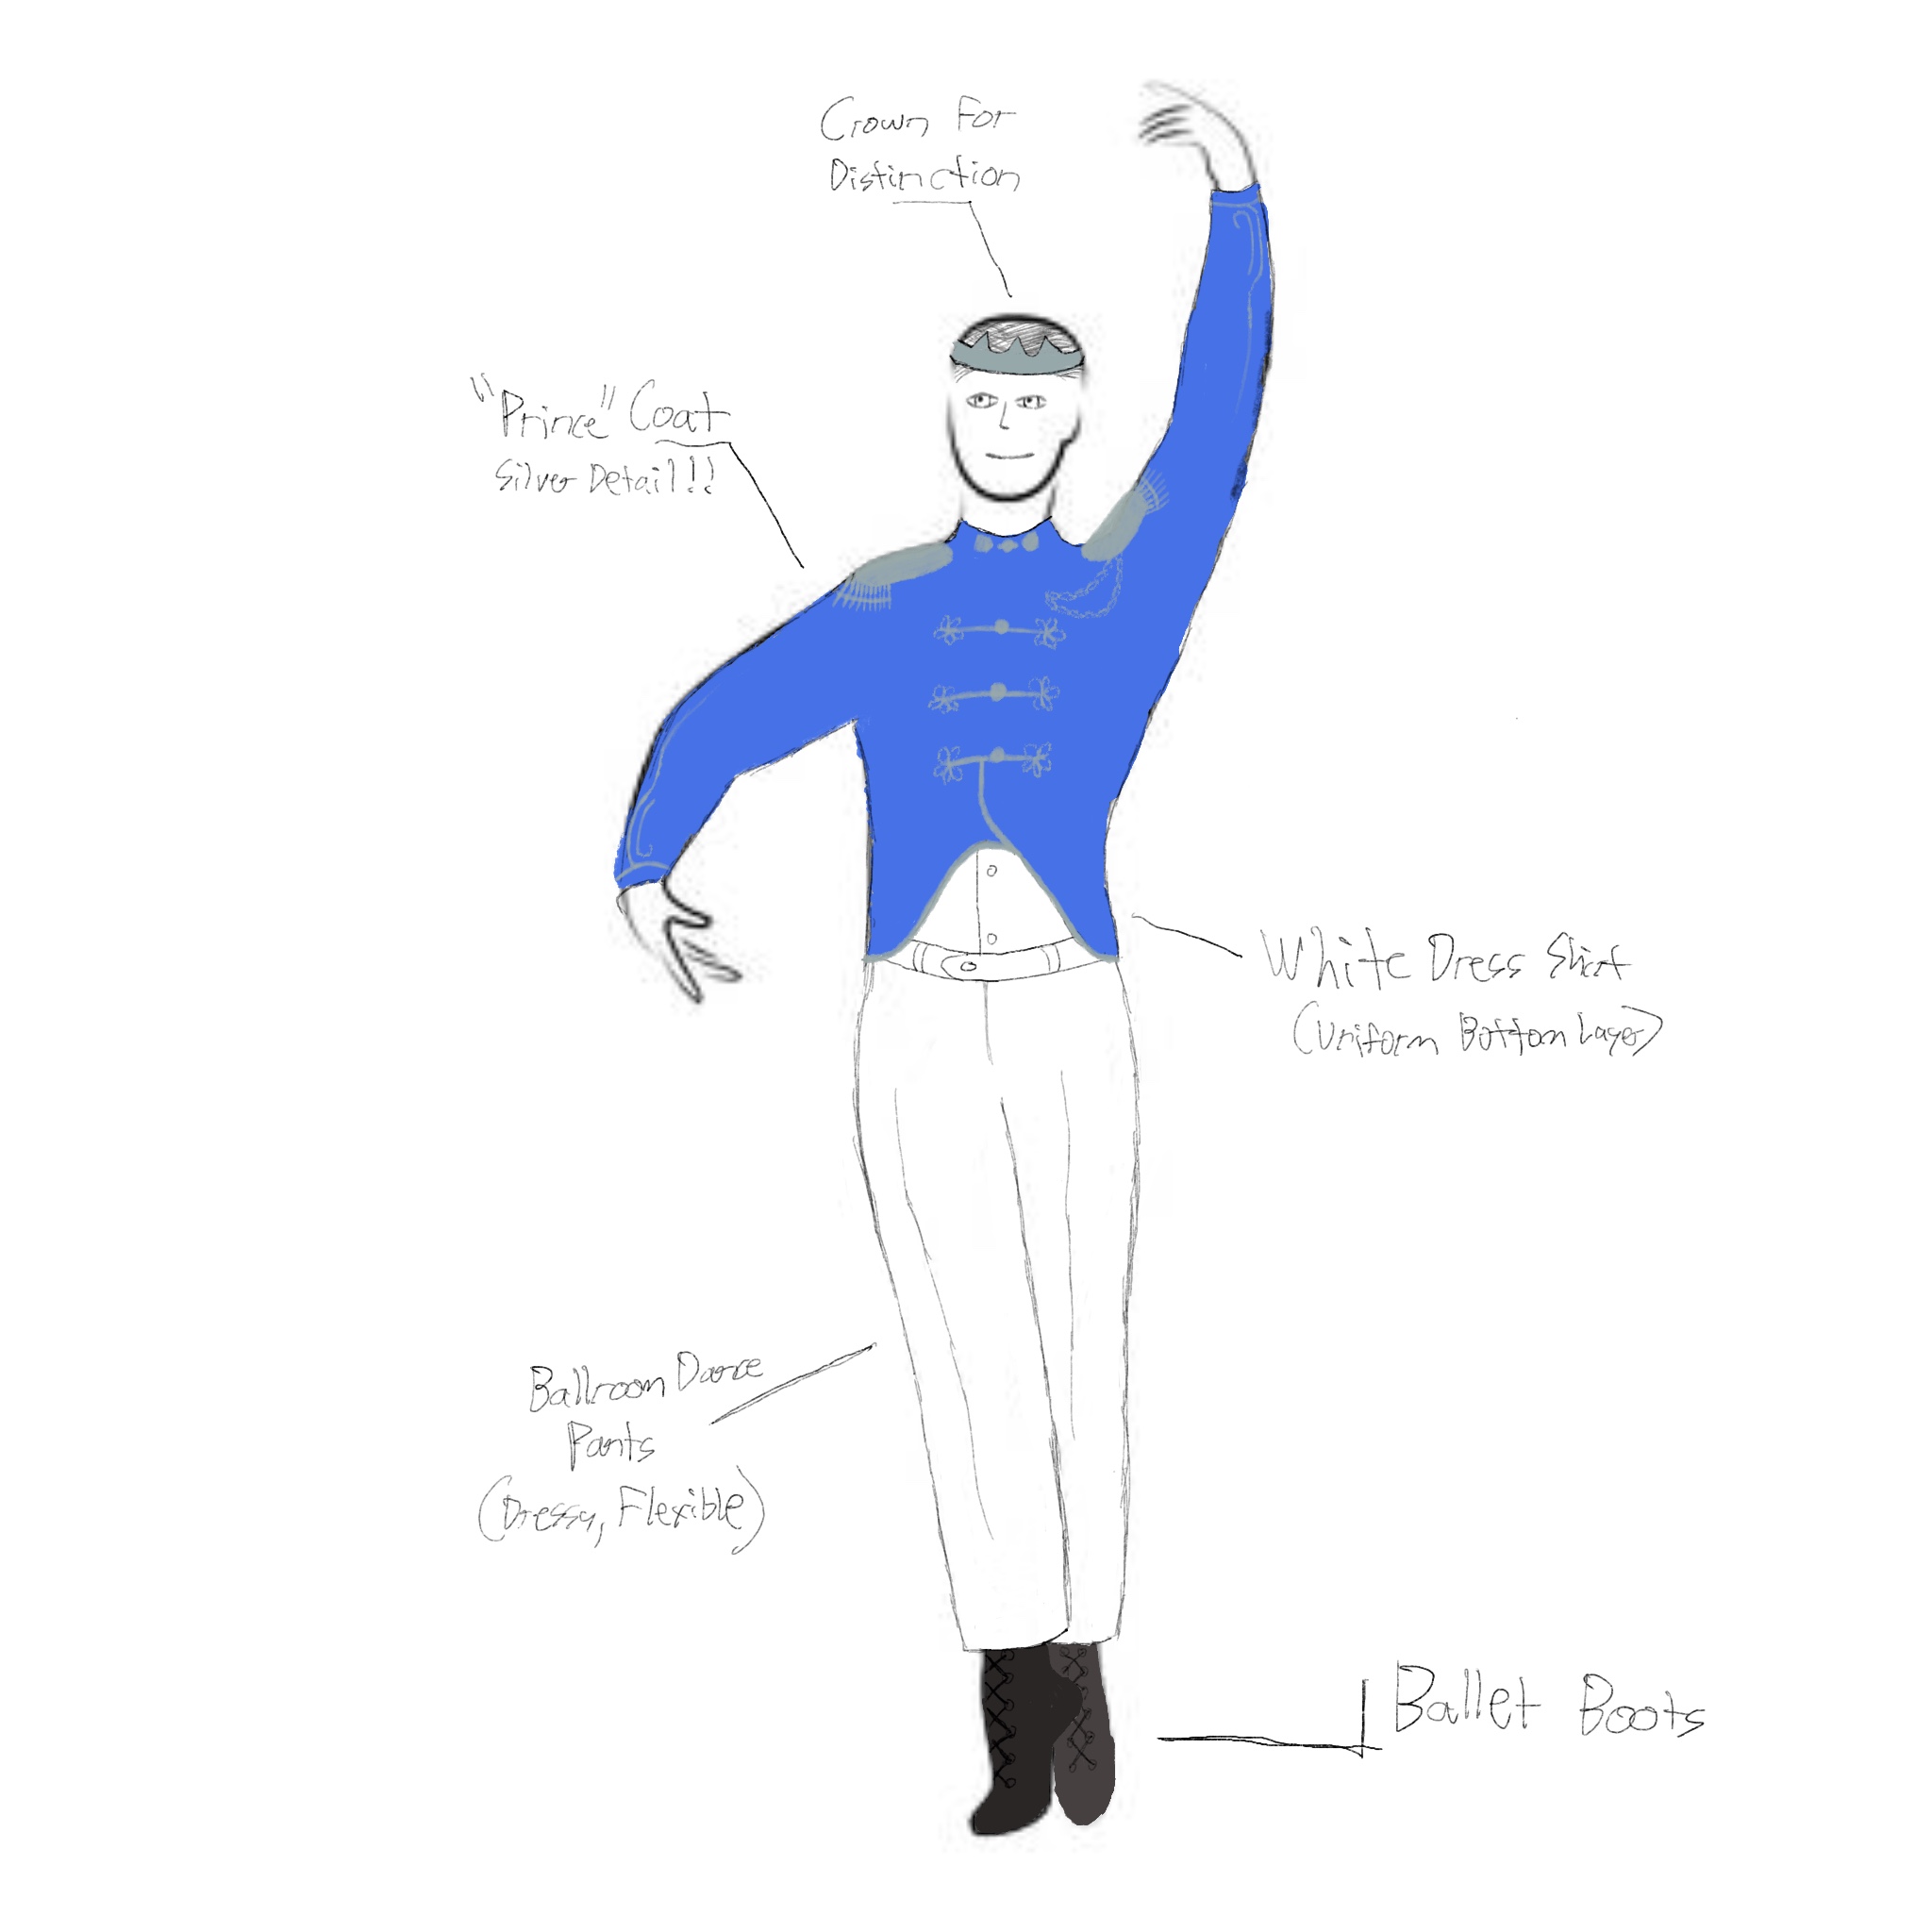 Crown For
Distinction
"Prince" Coat
Silver Detail!!
White Dress Shirt
(Uniform Bottom Layer)
Ballroom Dance
Pants
(Dressy, Flexible)
Ballet Boots